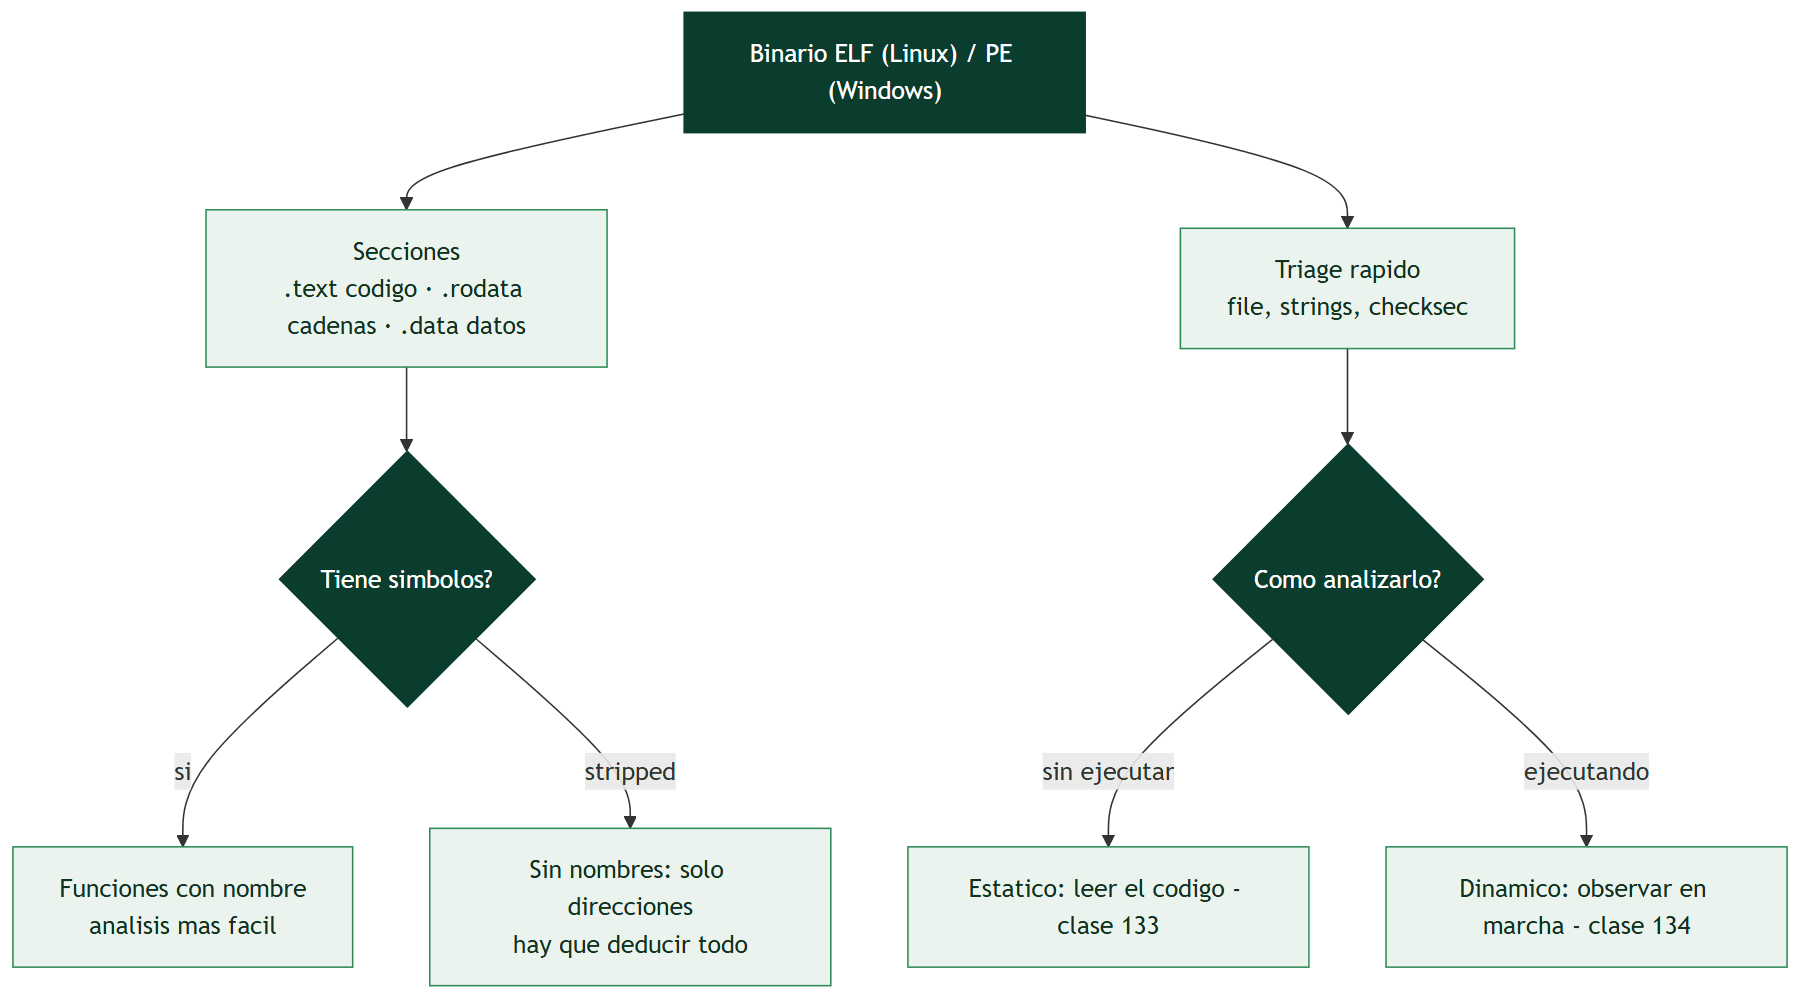 Binario ELF (Linux) / PE
(Windows)
Secciones
.text codigo · .rodata
cadenas · .data datos
Triage rapido
file, strings, checksec
Tiene simbolos?
Como analizarlo?
si
stripped
sin ejecutar
ejecutando
Funciones con nombre
analisis mas facil
Sin nombres: solo
direcciones
hay que deducir todo
Estatico: leer el codigo -
clase 133
Dinamico: observar en
marcha - clase 134